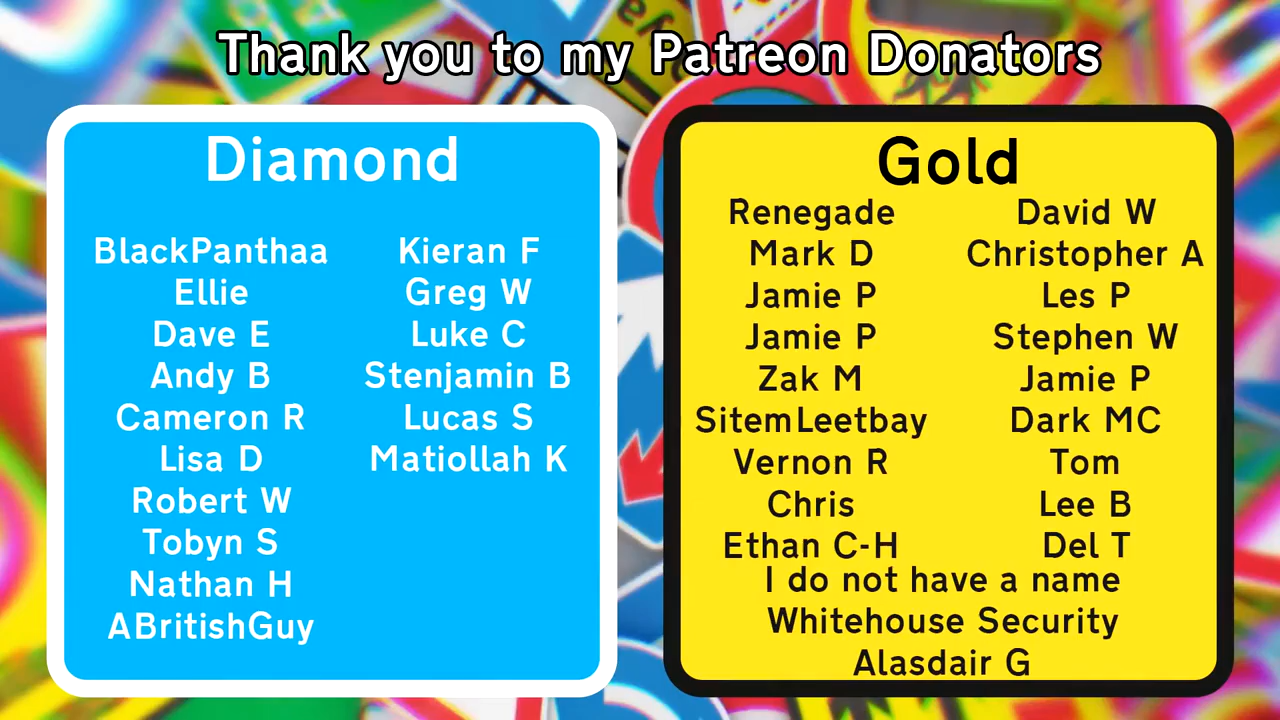 Thank you to my Patreon Donators
Diamond
BlackPanthaa
Ellie
Dave E
Andy B
Cameron R
Lisa D
Robert W
Tobyn S
Nathan H
ABritishGuy
Kieran F
Greg W
Luke C
Stenjamin B
Lucas S
Matiollah K
Gold
Renegade
Mark D
Jamie P
Jamie P
Zak M
SitemLeetbay
Vernon R
Chris
Ethan C-H
David W
Christopher A
Les P
Stephen W
Jamie P
Dark MC
Tom
Lee B
Del T
I do not have a name
Whitehouse Security
Alasdair G